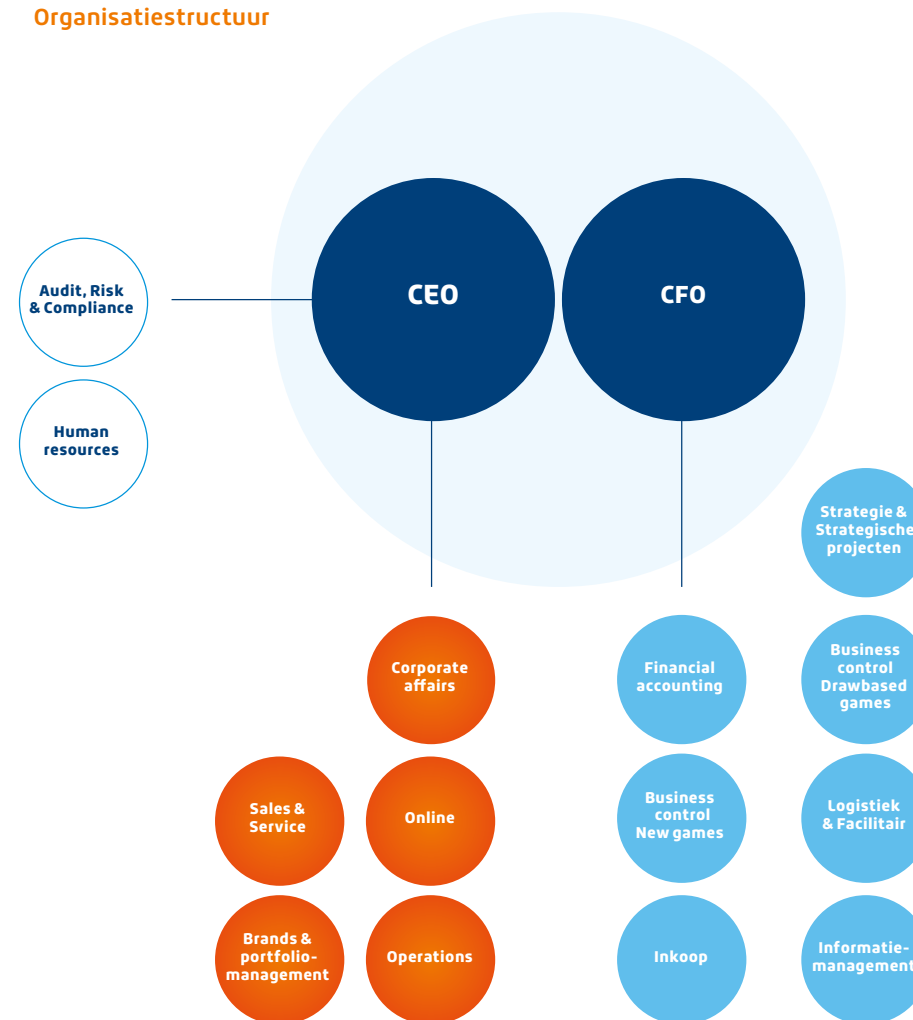 Organisatiestructuur
CEO
CFO
Audit, Risk
& Compliance
Human
resources
Strategie &
Strategische
projecten
Corporate
affairs
Financial
accounting
Business
control
Drawbased
games
Sales &
Service
Online
Business
control
New games
Logistiek
& Facilitair
Brands &
portfolio-
management
Operations
Inkoop
Informatie-
management